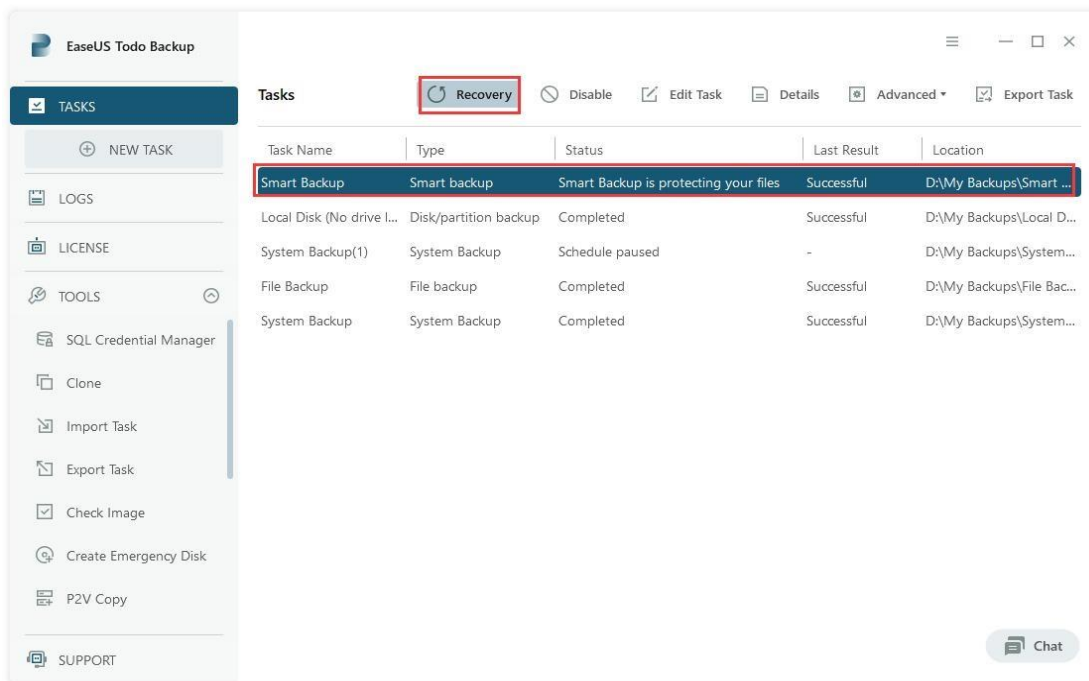 EaseUS Todo Backup
TASKS
NEW TASK
LOGS
LICENSE
TOOLS
SQL Credential Manager
Clone
Import Task
Export Task
Check Image
Create Emergency Disk
P2V Copy
SUPPORT
Tasks Recovery Disable Edit Task Details Advanced Export Task
Task Name Type Status Last Result Location
Smart Backup Smart backup Smart Backup is protecting your files Successful D:\My Backups\Smart ...
Local Disk (No drive l... Disk/partition backup Completed Successful D:\My Backups\Local D...
System Backup(1) System Backup Schedule paused - D:\My Backups\System...
File Backup File backup Completed Successful D:\My Backups\File Bac...
System Backup System Backup Completed Successful D:\My Backups\System...
Chat